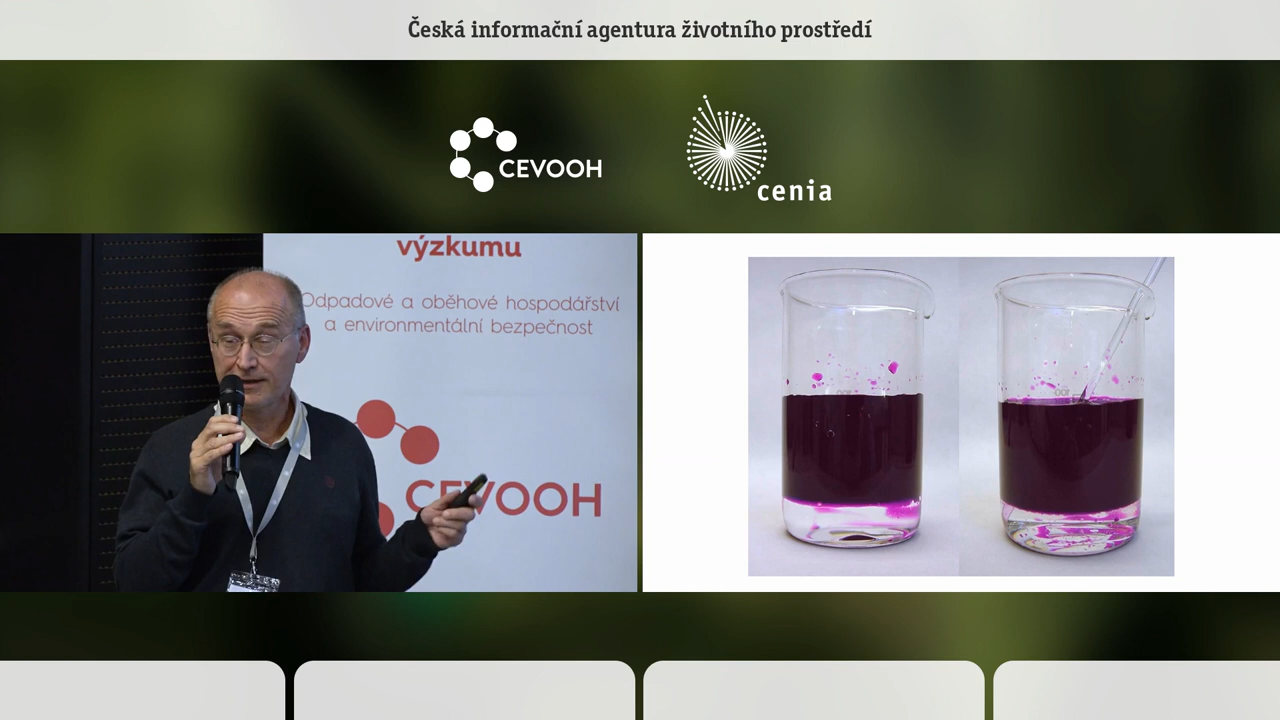 Česká informační agentura životního prostředí
CEVOOH
cenia
výzkumu
Odpadové a oběhové hospodářství
a environmentální bezpečnost
CEVOOH